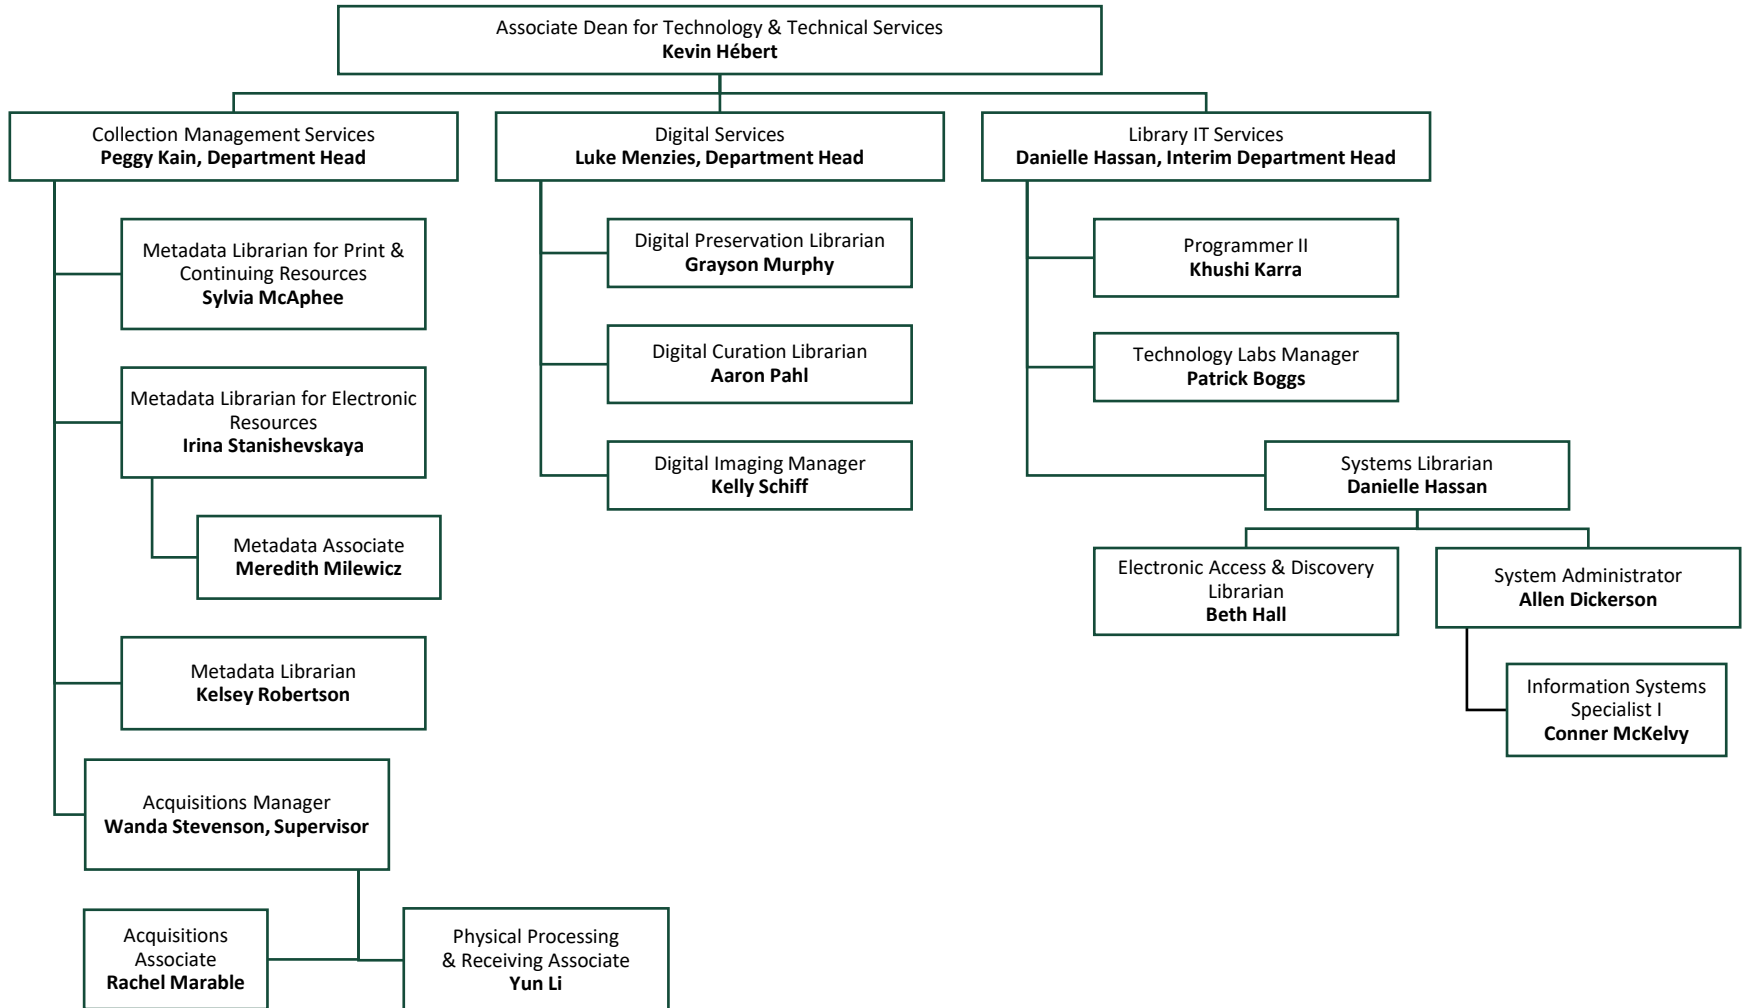 Associate Dean for Technology & Technical Services
Kevin Hébert
Collection Management Services
Peggy Kain, Department Head
Metadata Librarian for Print &
Continuing Resources
Sylvia McAphee
Metadata Librarian for Electronic
Resources
Irina Stanishevskaya
Metadata Associate
Meredith Milewicz
Metadata Librarian
Kelsey Robertson
Acquisitions Manager
Wanda Stevenson, Supervisor
Acquisitions
Associate
Rachel Marable
Physical Processing
& Receiving Associate
Yun Li
Digital Services
Luke Menzies, Department Head
Digital Preservation Librarian
Grayson Murphy
Digital Curation Librarian
Aaron Pahl
Digital Imaging Manager
Kelly Schiff
Library IT Services
Danielle Hassan, Interim Department Head
Programmer II
Khushi Karra
Technology Labs Manager
Patrick Boggs
Systems Librarian
Danielle Hassan
Electronic Access & Discovery
Librarian
Beth Hall
System Administrator
Allen Dickerson
Information Systems
Specialist I
Conner McKelvy